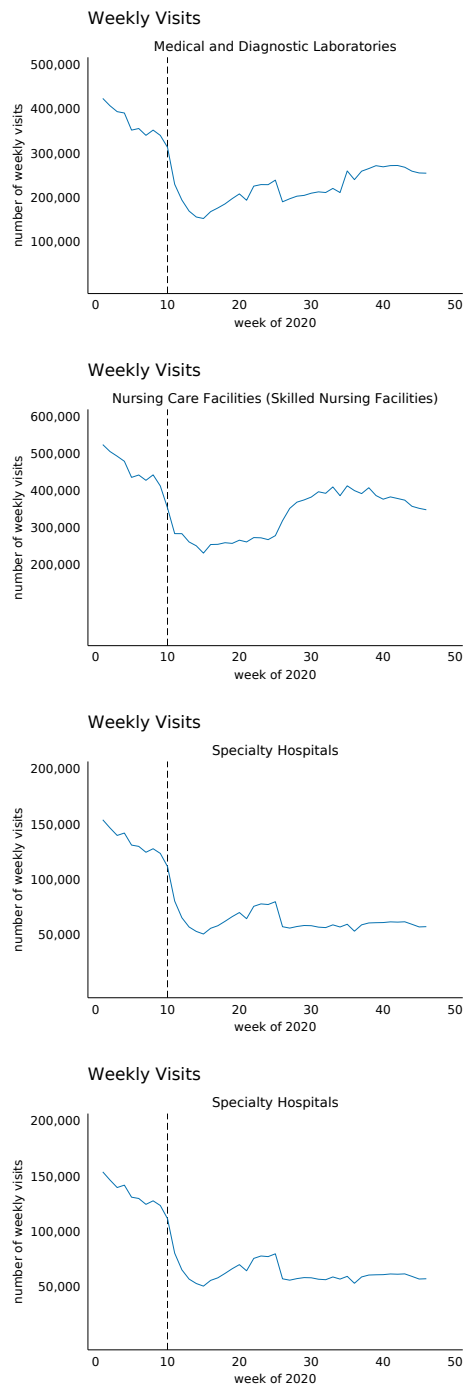 Weekly Visits
Medical and Diagnostic Laboratories
500,000
400,000
300,000
200,000
100,000
number of weekly visits
0 10 20 30 40 50
week of 2020
Weekly Visits
Nursing Care Facilities (Skilled Nursing Facilities)
600,000
500,000
400,000
300,000
200,000
number of weekly visits
0 10 20 30 40 50
week of 2020
Weekly Visits
Specialty Hospitals
200,000
150,000
100,000
50,000
number of weekly visits
0 10 20 30 40 50
week of 2020
Weekly Visits
Specialty Hospitals
200,000
150,000
100,000
50,000
number of weekly visits
0 10 20 30 40 50
week of 2020